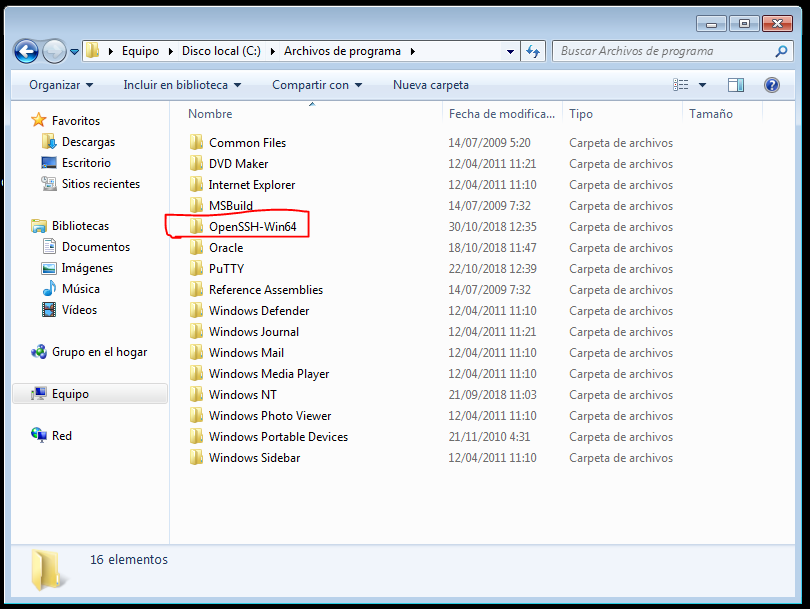 Equipo Disco local (C:) Archivos de programa Buscar Archivos de programa
Organizar Incluir en biblioteca Compartir con Nueva carpeta
Favoritos
Descargas
Escritorio
Sitios recientes
Bibliotecas
Documentos
Imágenes
Música
Vídeos
Grupo en el hogar
Equipo
Red
Nombre Fecha de modifica... Tipo Tamaño
Common Files 14/07/2009 5:20 Carpeta de archivos
DVD Maker 12/04/2011 11:21 Carpeta de archivos
Internet Explorer 12/04/2011 11:10 Carpeta de archivos
MSBuild 14/07/2009 7:32 Carpeta de archivos
OpenSSH-Win64 30/10/2018 12:35 Carpeta de archivos
Oracle 18/10/2018 11:47 Carpeta de archivos
PuTTY 22/10/2018 12:39 Carpeta de archivos
Reference Assemblies 14/07/2009 7:32 Carpeta de archivos
Windows Defender 12/04/2011 11:10 Carpeta de archivos
Windows Journal 12/04/2011 11:21 Carpeta de archivos
Windows Mail 12/04/2011 11:10 Carpeta de archivos
Windows Media Player 12/04/2011 11:10 Carpeta de archivos
Windows NT 21/09/2018 11:03 Carpeta de archivos
Windows Photo Viewer 12/04/2011 11:10 Carpeta de archivos
Windows Portable Devices 21/11/2010 4:31 Carpeta de archivos
Windows Sidebar 12/04/2011 11:10 Carpeta de archivos
16 elementos